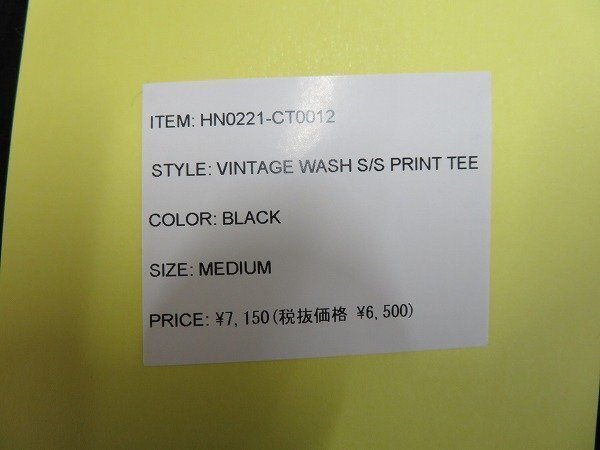 ITEM: HN0221-CT0012
STYLE: VINTAGE WASH S/S PRINT TEE
COLOR: BLACK
SIZE: MEDIUM
PRICE: ¥7,150(税抜価格 ¥6,500)